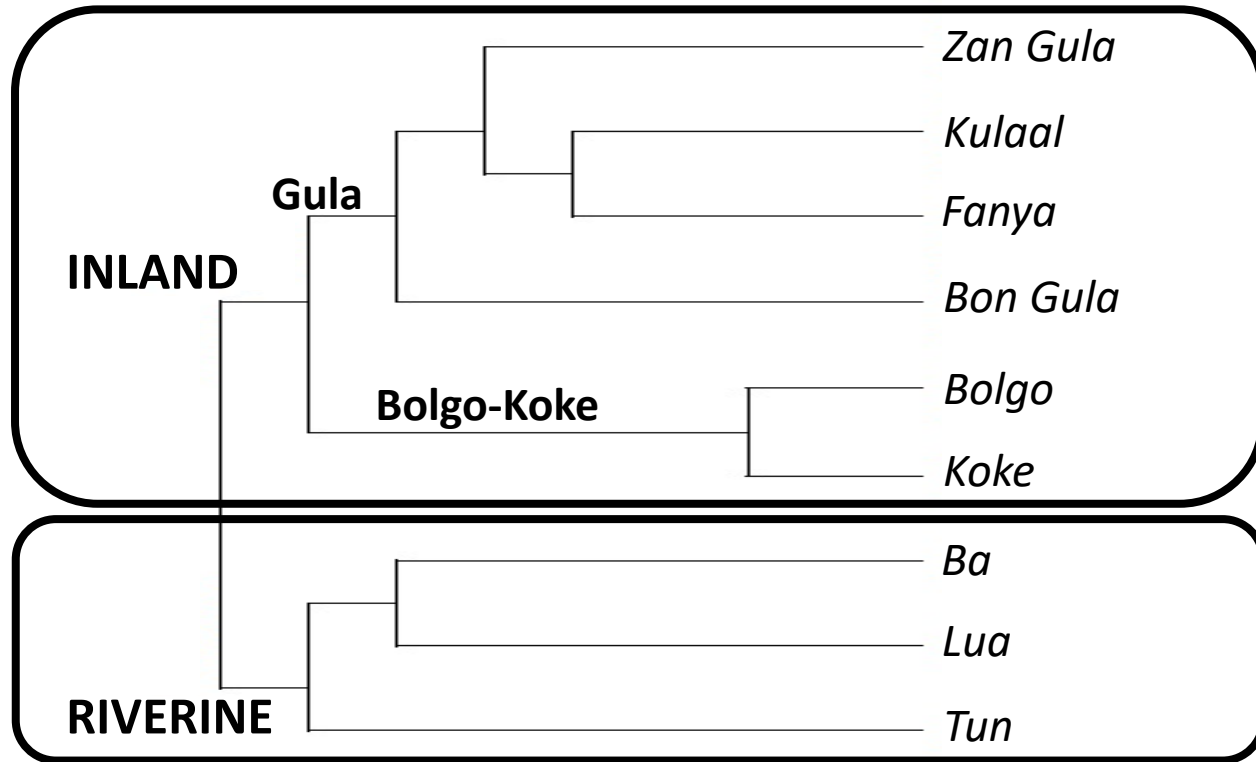 Zan Gula
Kulaal
Gula
Fanya
INLAND
Bon Gula
Bolgo
Bolgo-Koke
Koke
Ba
Lua
RIVERINE
Tun